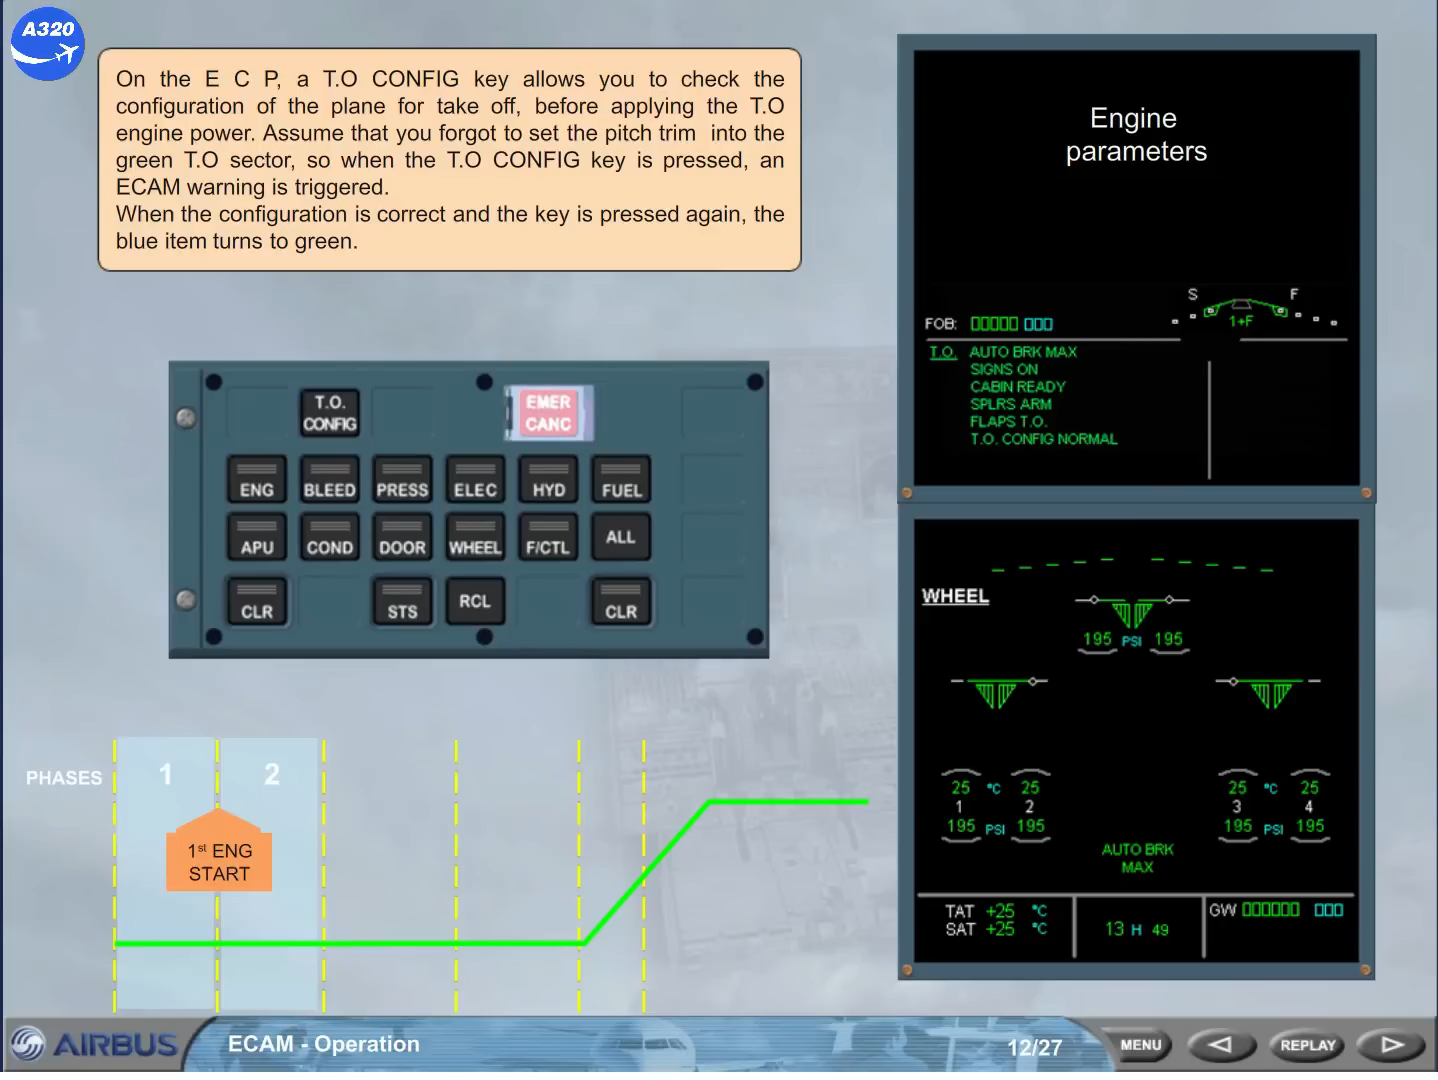 A320
On the E C P, a T.O CONFIG key allows you to check the
configuration of the plane for take off, before applying the T.O
engine power. Assume that you forgot to set the pitch trim into the
green T.O sector, so when the T.O CONFIG key is pressed, an
ECAM warning is triggered.
When the configuration is correct and the key is pressed again, the
blue item turns to green.
Engine
parameters
S F
1+F
FOB:
T.O. AUTO BRK MAX
SIGNS ON
CABIN READY
SPLRS ARM
FLAPS T.O.
T.O. CONFIG NORMAL
T.O.
CONFIG
EMER
CANC
ENG BLEED PRESS ELEC HYD FUEL
APU COND DOOR WHEEL F/CTL ALL
CLR STS RCL CLR
WHEEL
195 PSI 195
25 °C 25 25 °C 25
1 2 3 4
195 PSI 195 195 PSI 195
AUTO BRK
MAX
TAT +25 °C
SAT +25 °C
13 H 49
GW
PHASES 1 2
1st ENG
START
AIRBUS
ECAM - Operation
12/27
MENU
REPLAY